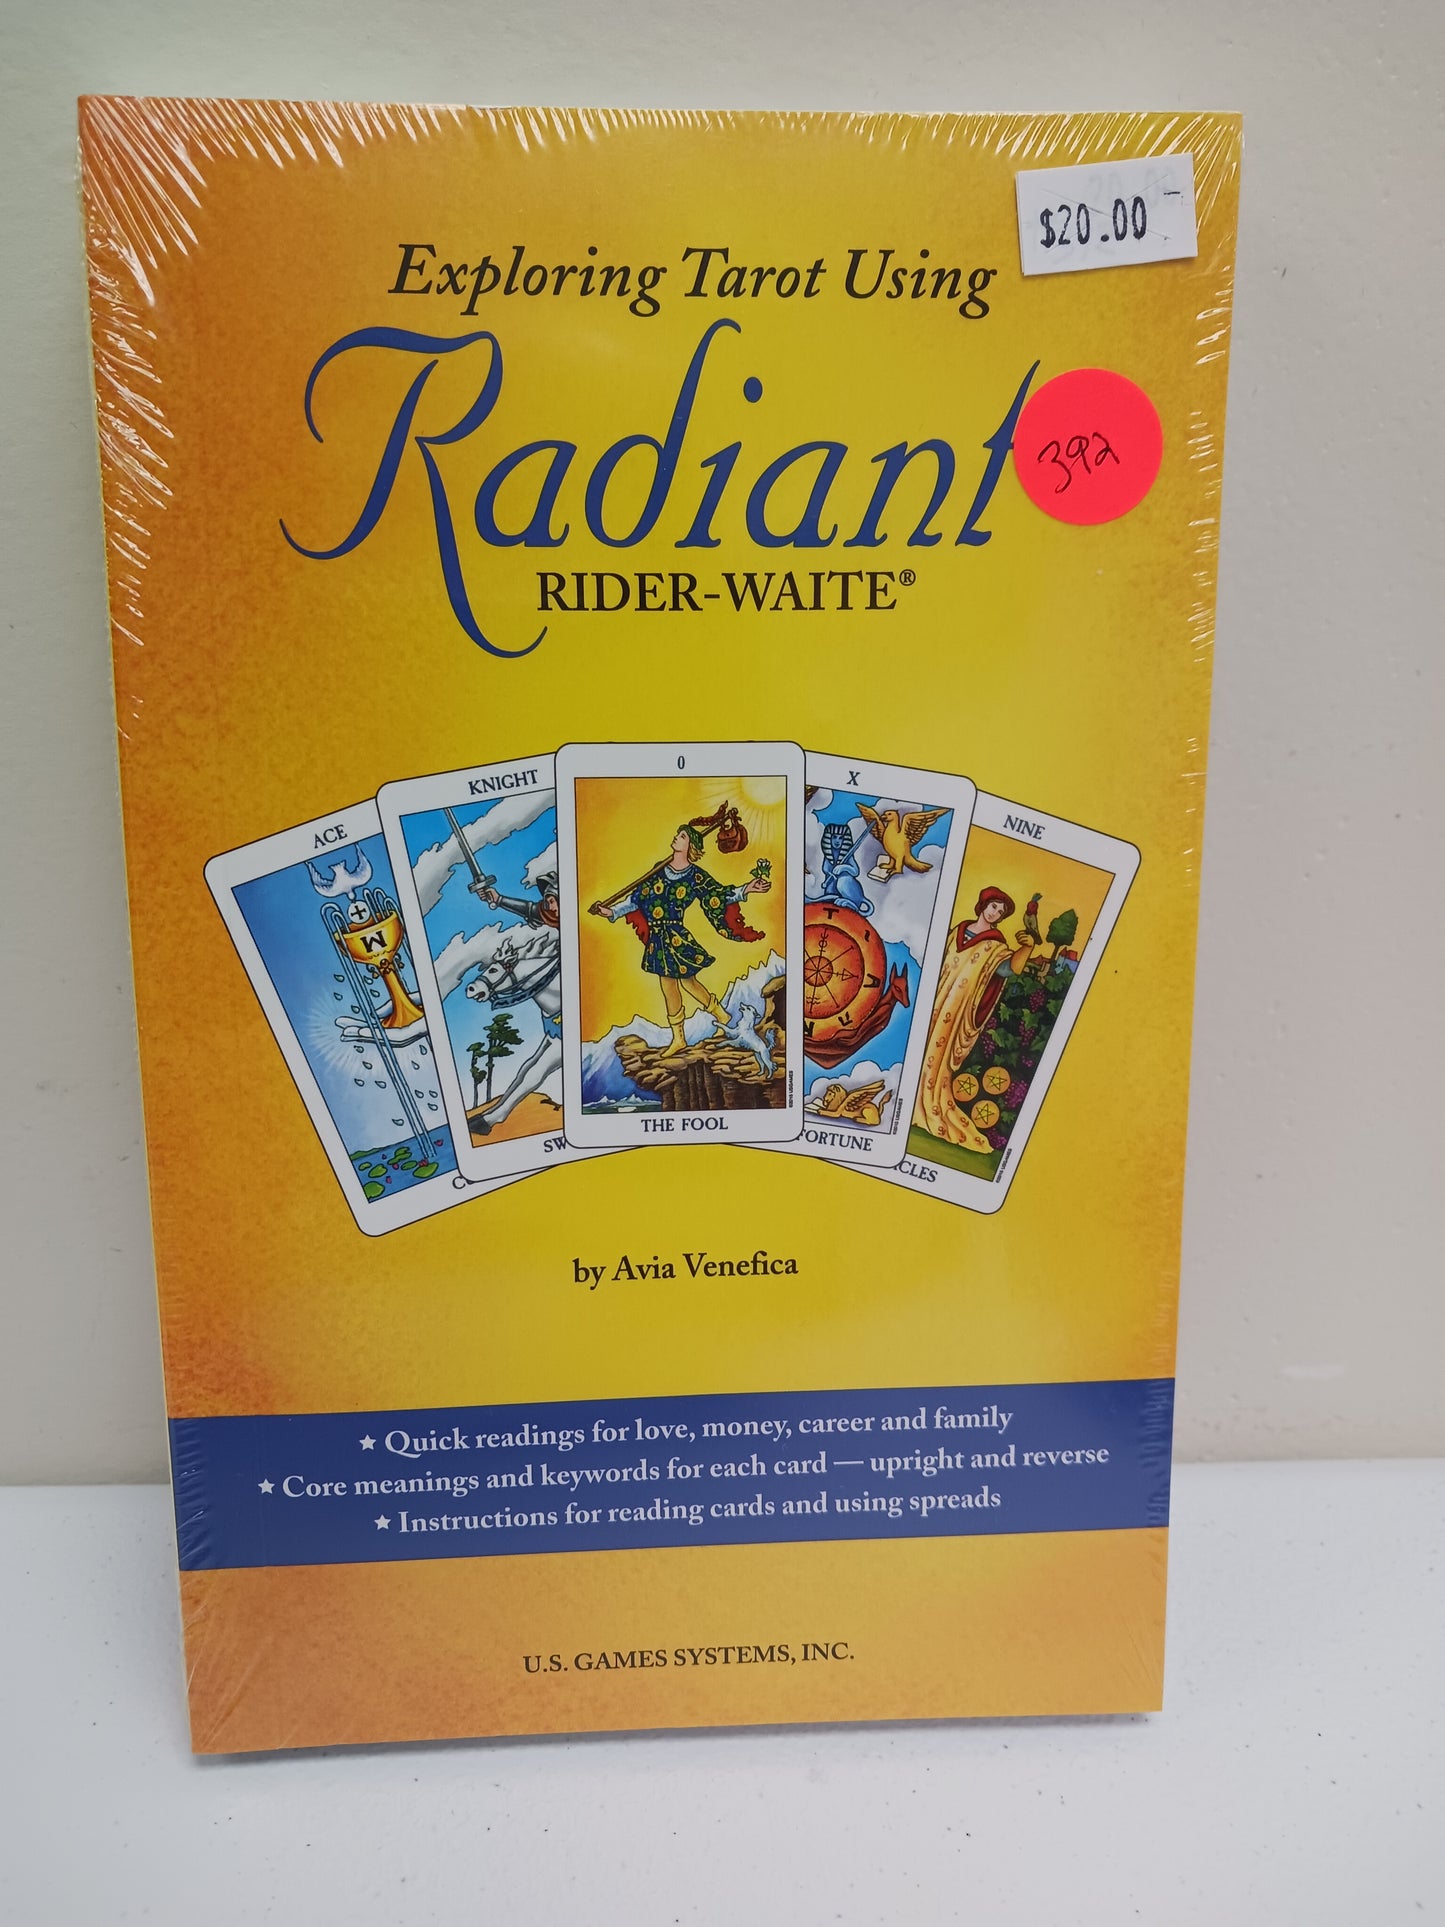 $20.00
Exploring Tarot Using
Radiant
392
RIDER-WAITE®
ACE
KNIGHT
0
X
NINE
M
THE FOOL
SW
FORTUNE
CLES
by Avia Venefica
★ Quick readings for love, money, career and family
★ Core meanings and keywords for each card — upright and reverse
★ Instructions for reading cards and using spreads
U.S. GAMES SYSTEMS, INC.